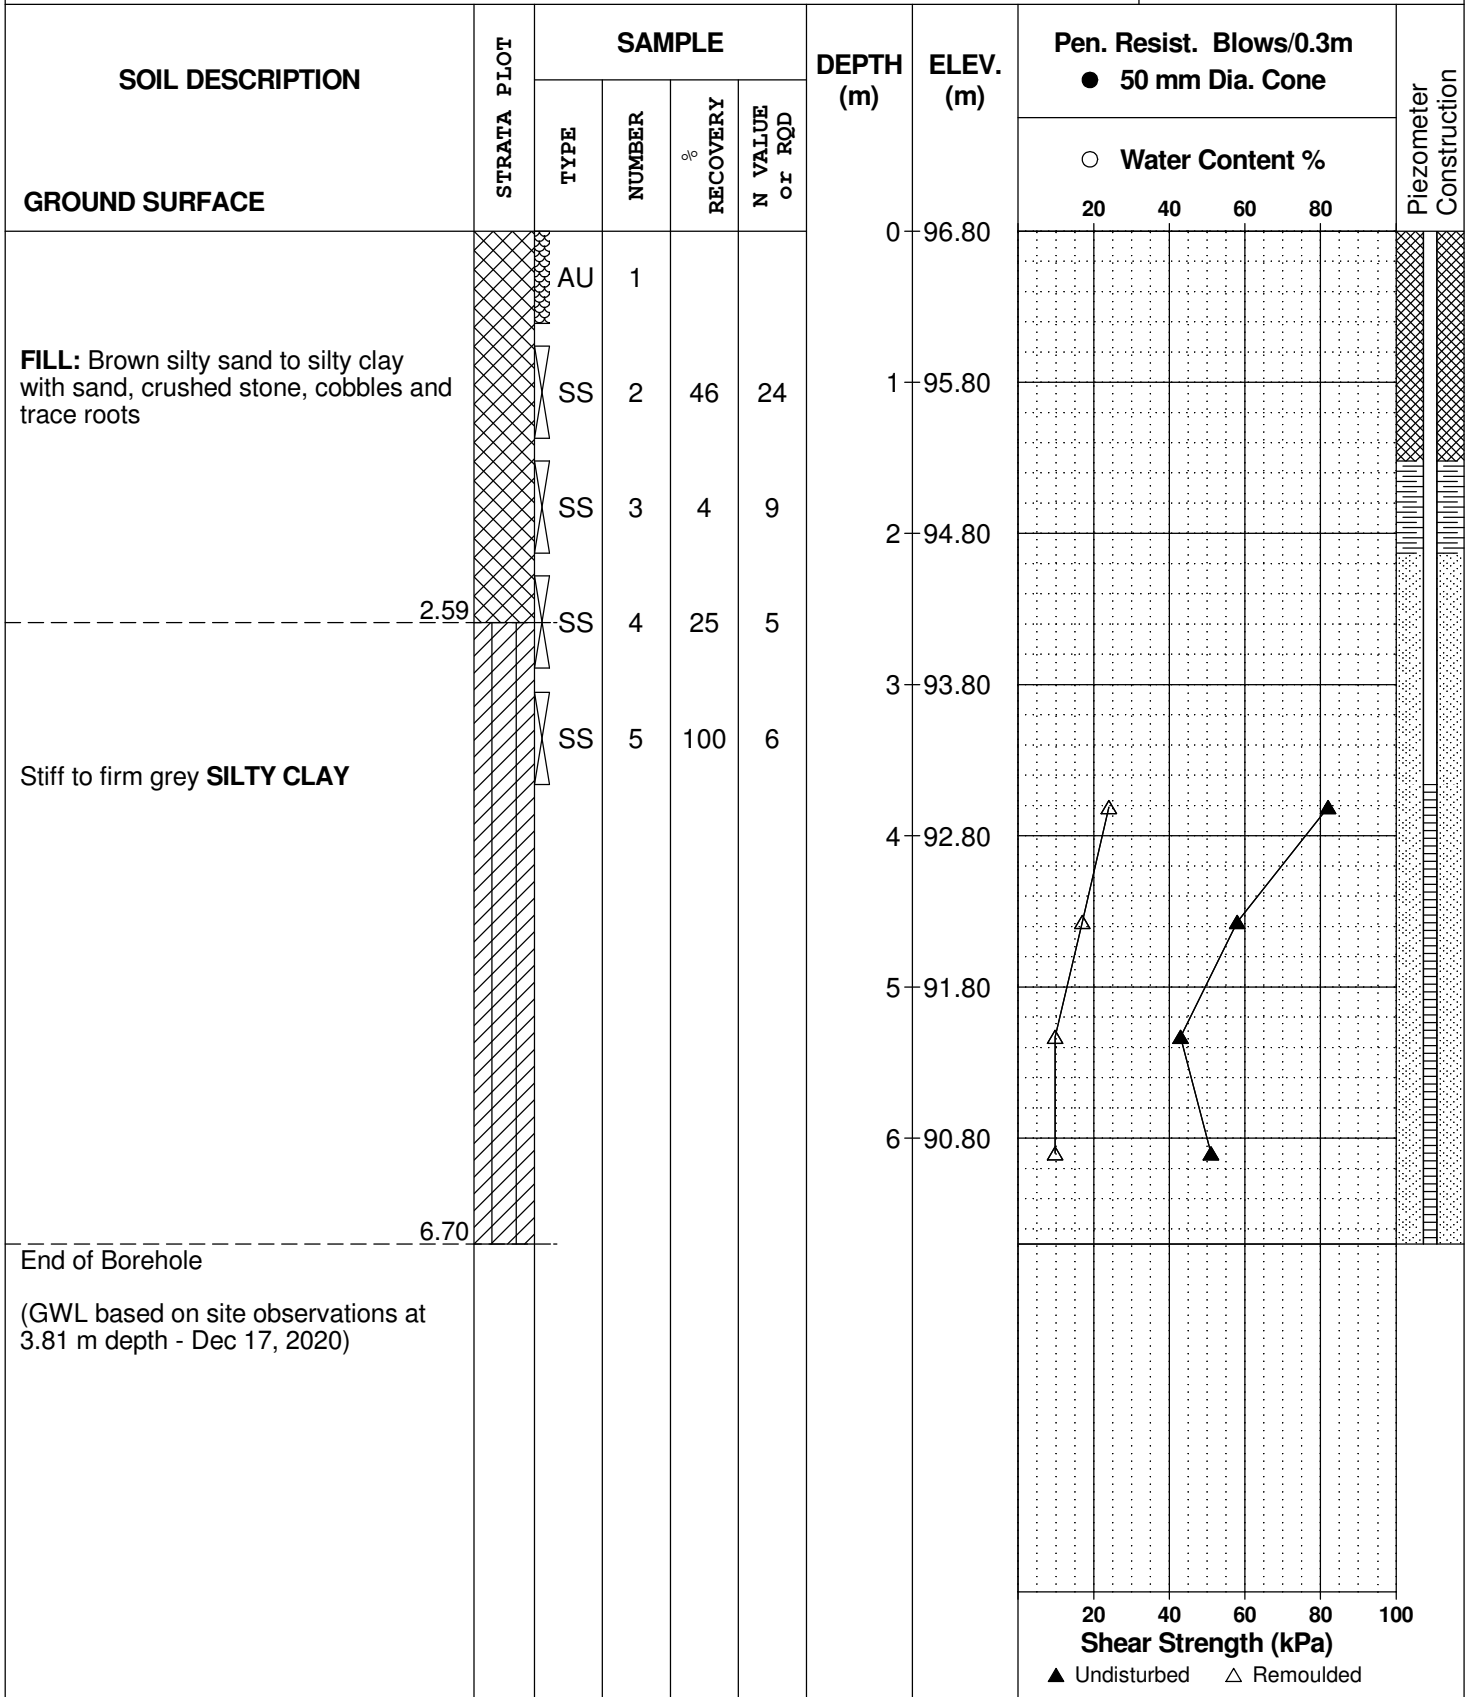 SOIL DESCRIPTION
GROUND SURFACE
STRATA PLOT
SAMPLE
TYPE
NUMBER
%
RECOVERY
N VALUE
or RQD
DEPTH
(m)
ELEV.
(m)
Pen. Resist. Blows/0.3m
● 50 mm Dia. Cone
○ Water Content %
20 40 60 80
Piezometer
Construction
0 96.80
AU 1
FILL: Brown silty sand to silty clay
with sand, crushed stone, cobbles and
trace roots
1 95.80
SS 2 46 24
SS 3 4 9
2 94.80
2.59
SS 4 25 5
3 93.80
SS 5 100 6
Stiff to firm grey SILTY CLAY
4 92.80
5 91.80
6 90.80
6.70
End of Borehole
(GWL based on site observations at
3.81 m depth - Dec 17, 2020)
20 40 60 80 100
Shear Strength (kPa)
▲ Undisturbed △ Remoulded